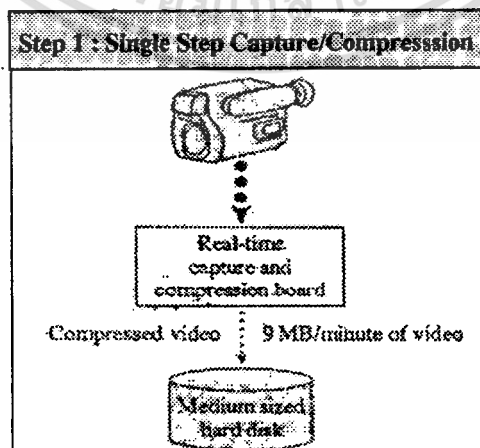 Step 1 : Single Step Capture/Compresssion
Real-time
capture and
compression board
Compressed video 9 MB/minute of video
Medium sized
hard disk